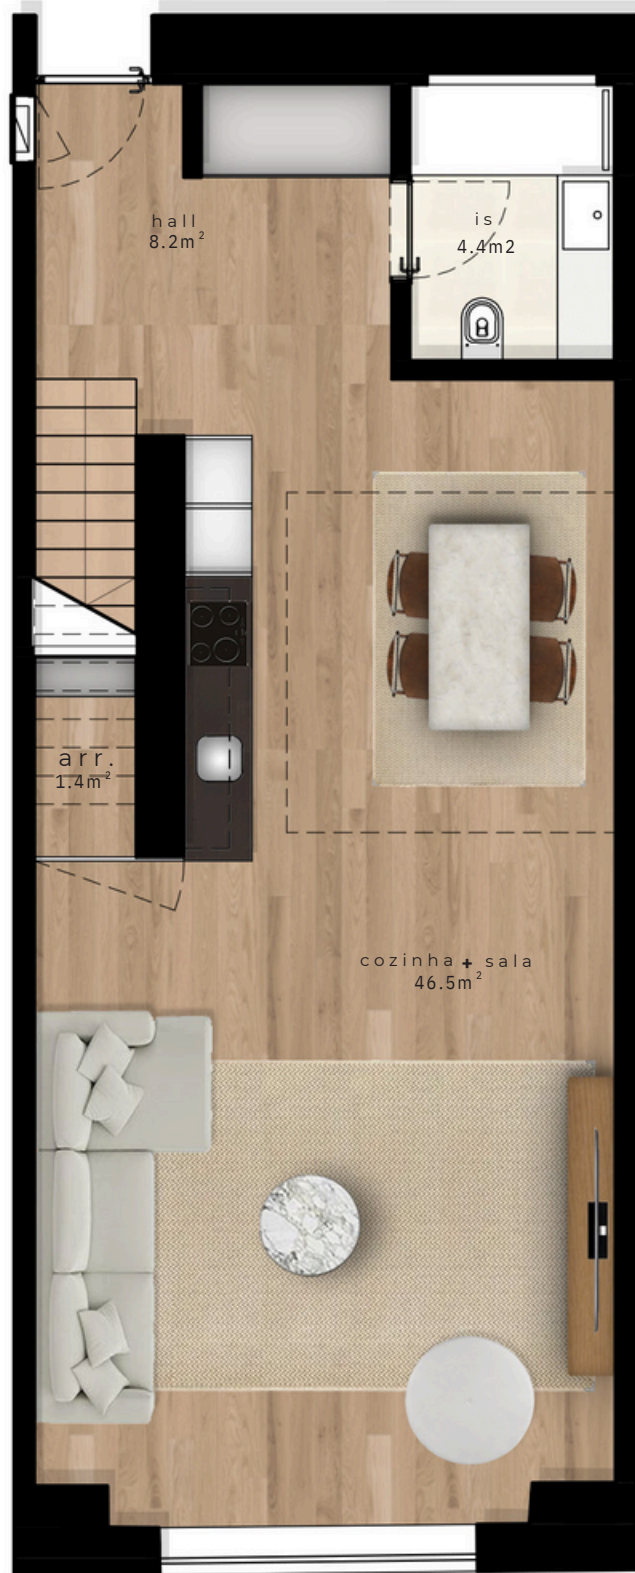 hall
8.2m²
is
4.4m2
arr.
1.4m²
cozinha + sala
46.5m²